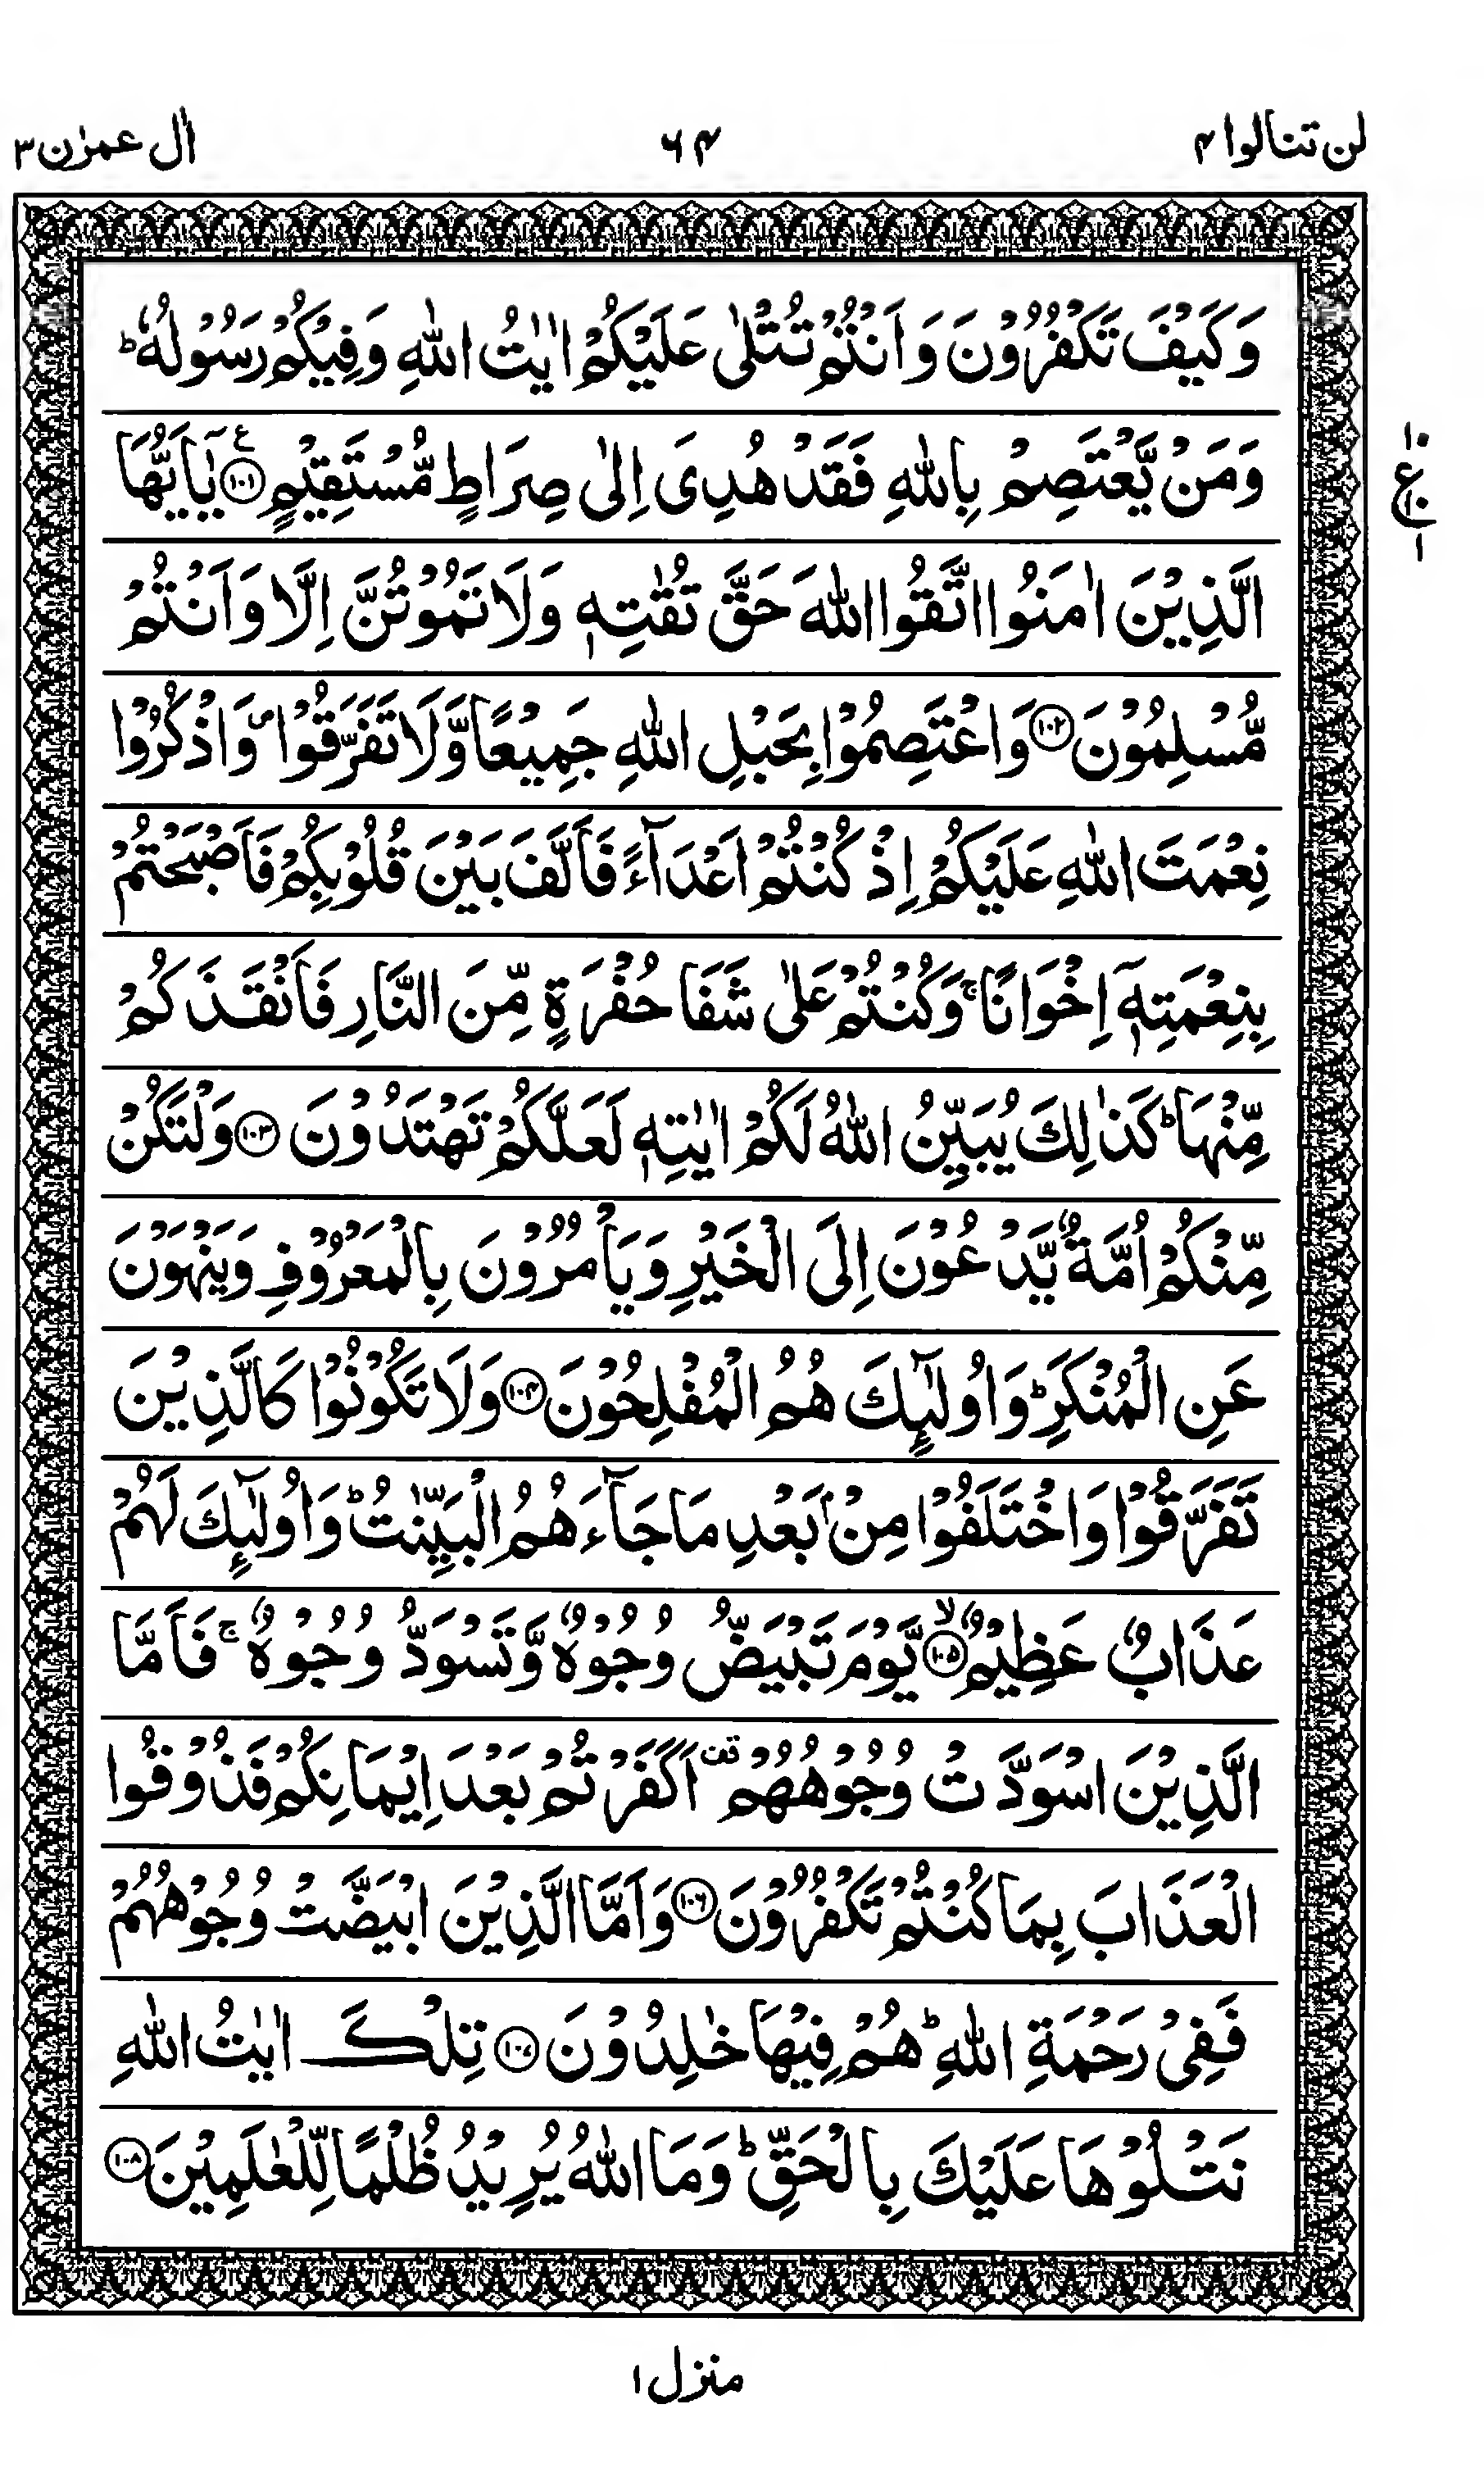 لن تنالوا ۴
۶۴
اٰل عمرٰن ۳
وَكَيْفَ تَكْفُرُوْنَ وَ اَنْتُمْ تُتْلٰى عَلَيْكُمْ اٰيٰتُ اللّٰهِ وَفِيْكُمْ رَسُوْلُهٗ ؕ
وَمَنْ يَّعْتَصِمْ بِاللّٰهِ فَقَدْ هُدِىَ اِلٰى صِرَاطٍ مُّسْتَقِيْمٍ ﴿۱۰۱﴾ ع يٰۤاَيُّهَا
۱۰
ع
۱۰
۱
الَّذِيْنَ اٰمَنُوا اتَّقُوا اللّٰهَ حَقَّ تُقٰتِهٖ وَلَا تَمُوْتُنَّ اِلَّا وَاَنْتُمْ
مُّسْلِمُوْنَ ﴿۱۰۲﴾ وَاعْتَصِمُوْا بِحَبْلِ اللّٰهِ جَمِيْعًا وَّلَا تَفَرَّقُوْا ۪ وَاذْكُرُوْا
نِعْمَتَ اللّٰهِ عَلَيْكُمْ اِذْ كُنْتُمْ اَعْدَآءً فَاَلَّفَ بَيْنَ قُلُوْبِكُمْ فَاَصْبَحْتُمْ
بِنِعْمَتِهٖۤ اِخْوَانًا ۚ وَكُنْتُمْ عَلٰى شَفَا حُفْرَةٍ مِّنَ النَّارِ فَاَنْقَذَكُمْ
مِّنْهَا ؕ كَذٰلِكَ يُبَيِّنُ اللّٰهُ لَكُمْ اٰيٰتِهٖ لَعَلَّكُمْ تَهْتَدُوْنَ ﴿۱۰۳﴾ وَلْتَكُنْ
مِّنْكُمْ اُمَّةٌ يَّدْعُوْنَ اِلَى الْخَيْرِ وَيَاْمُرُوْنَ بِالْمَعْرُوْفِ وَيَنْهَوْنَ
عَنِ الْمُنْكَرِ ؕ وَاُولٰٓئِكَ هُمُ الْمُفْلِحُوْنَ ﴿۱۰۴﴾ وَلَا تَكُوْنُوْا كَالَّذِيْنَ
تَفَرَّقُوْا وَاخْتَلَفُوْا مِنْۢ بَعْدِ مَا جَآءَهُمُ الْبَيِّنٰتُ ؕ وَاُولٰٓئِكَ لَهُمْ
عَذَابٌ عَظِيْمٌ ﴿۱۰۵﴾ ۙ يَّوْمَ تَبْيَضُّ وُجُوْهٌ وَّتَسْوَدُّ وُجُوْهٌ ۚ فَاَمَّا
الَّذِيْنَ اسْوَدَّتْ وُجُوْهُهُمْ قف اَكَفَرْتُمْ بَعْدَ اِيْمَانِكُمْ فَذُوْقُوا
الْعَذَابَ بِمَا كُنْتُمْ تَكْفُرُوْنَ ﴿۱۰۶﴾ وَاَمَّا الَّذِيْنَ ابْيَضَّتْ وُجُوْهُهُمْ
فَفِىْ رَحْمَةِ اللّٰهِ ؕ هُمْ فِيْهَا خٰلِدُوْنَ ﴿۱۰۷﴾ تِلْكَ اٰيٰتُ اللّٰهِ
نَتْلُوْهَا عَلَيْكَ بِالْحَقِّ ؕ وَمَا اللّٰهُ يُرِيْدُ ظُلْمًا لِّلْعٰلَمِيْنَ ﴿۱۰۸﴾
منزل ۱